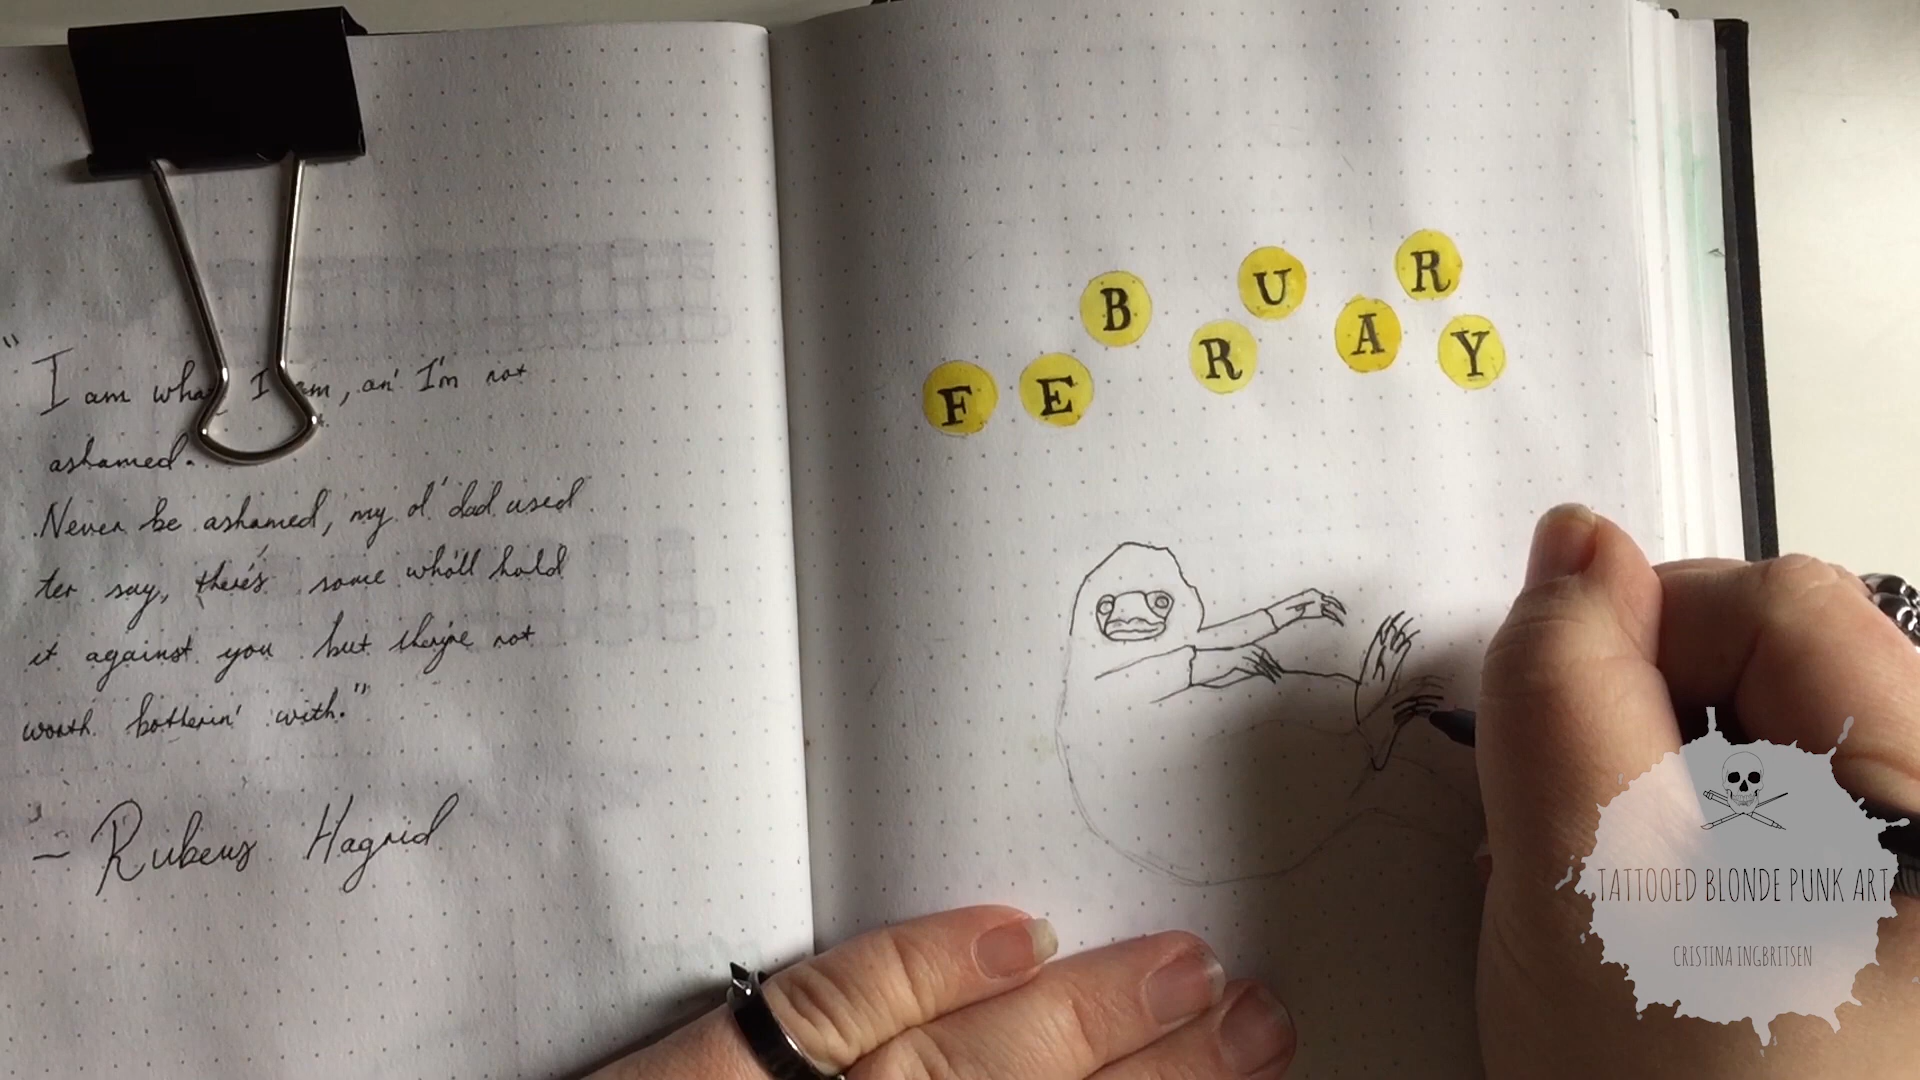 "I am what I am, an' I'm not
ashamed.
Never be ashamed, my ol' dad used
ter say, there's some who'll hold
it against you but they're not
worth botherin' with."
— Rubeus Hagrid
FEBRURAY
TATTOOED BLONDE PUNK ART
CRISTINA INGBRITSEN